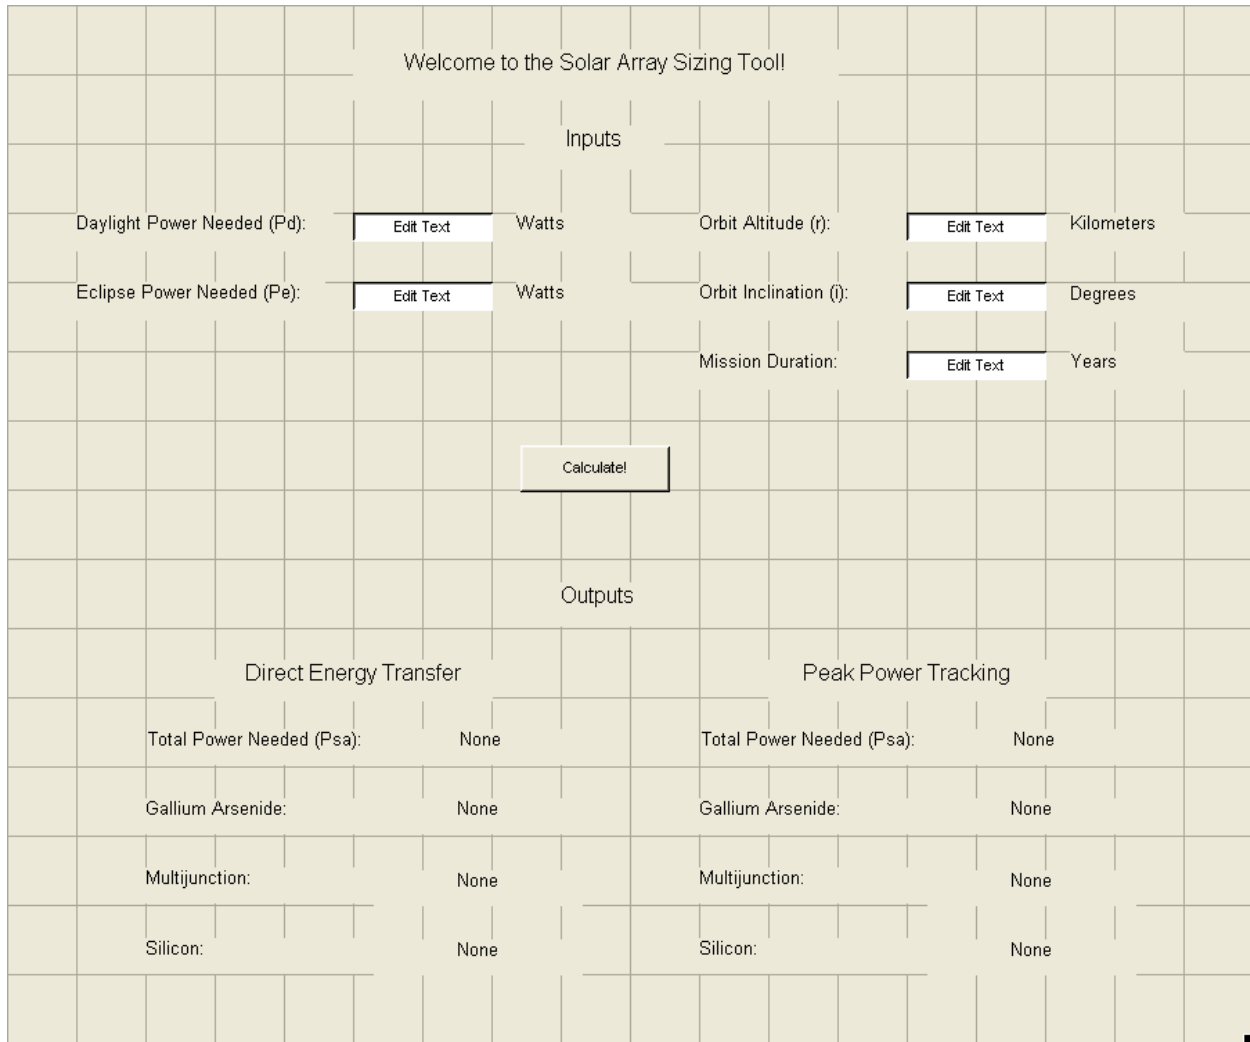 Welcome to the Solar Array Sizing Tool!
Inputs
Daylight Power Needed (Pd): Edit Text Watts Orbit Altitude (r): Edit Text Kilometers
Eclipse Power Needed (Pe): Edit Text Watts Orbit Inclination (i): Edit Text Degrees
Mission Duration: Edit Text Years
Calculate!
Outputs
Direct Energy Transfer Peak Power Tracking
Total Power Needed (Psa): None Total Power Needed (Psa): None
Gallium Arsenide: None Gallium Arsenide: None
Multijunction: None Multijunction: None
Silicon: None Silicon: None